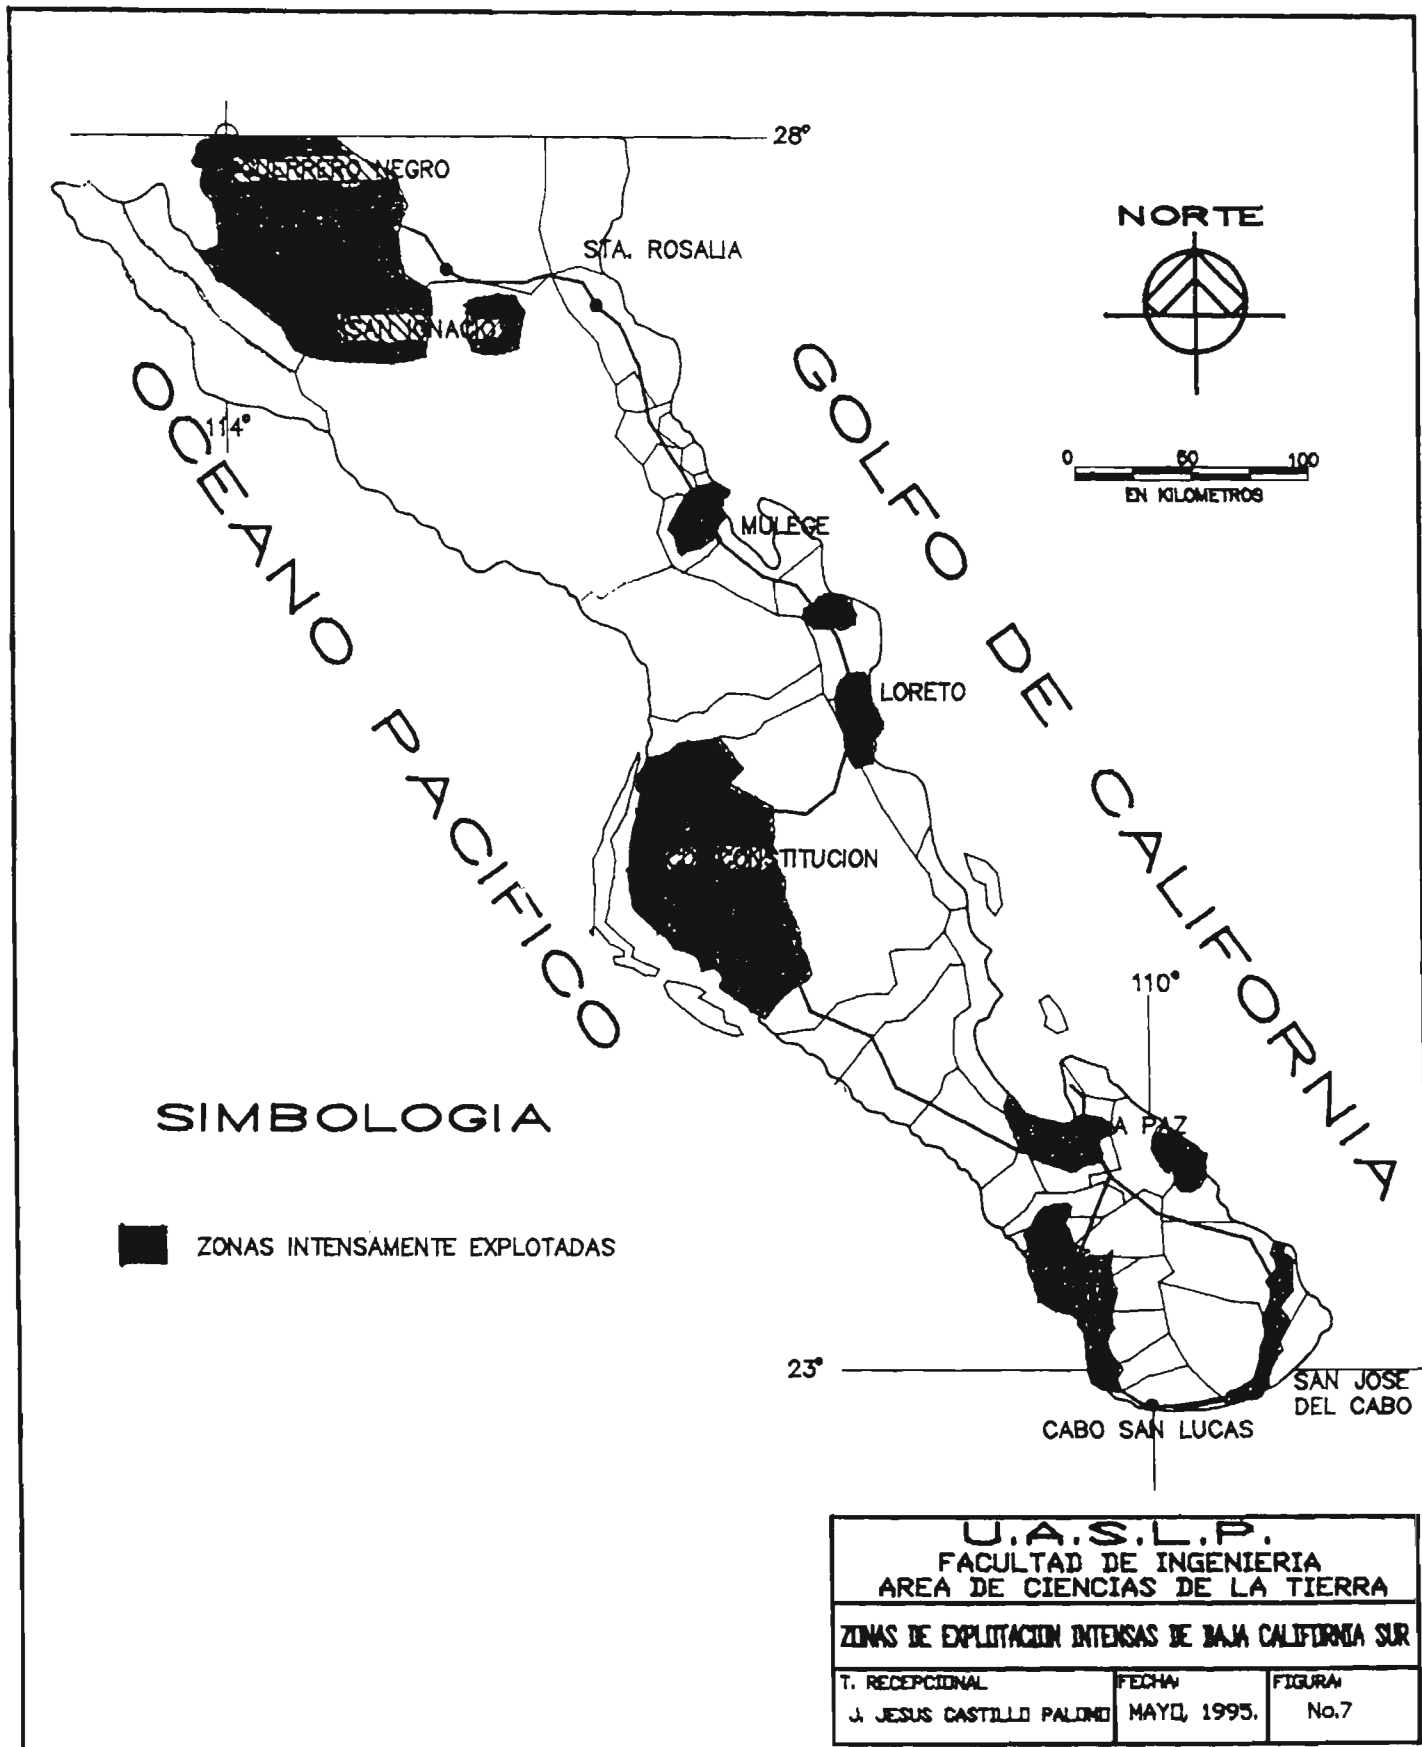 28°
GUERRERO NEGRO
NORTE
STA. ROSALIA
SAN IGNACIO
OCEANO PACIFICO
GOLFO DE CALIFORNIA
114°
0 50 100
EN KILOMETROS
MULEGE
LORETO
CONSTITUCION
110°
SIMBOLOGIA
A PAZ
ZONAS INTENSAMENTE EXPLOTADAS
23°
SAN JOSE
DEL CABO
CABO SAN LUCAS
U.A.S.L.P.
FACULTAD DE INGENIERIA
AREA DE CIENCIAS DE LA TIERRA
ZONAS DE EXPLOTACION INTENSAS DE BAJA CALIFORNIA SUR
T. RECEPCIONAL
J. JESUS CASTILLO PALOMO
FECHA:
MAYO, 1995.
FIGURA:
No.7